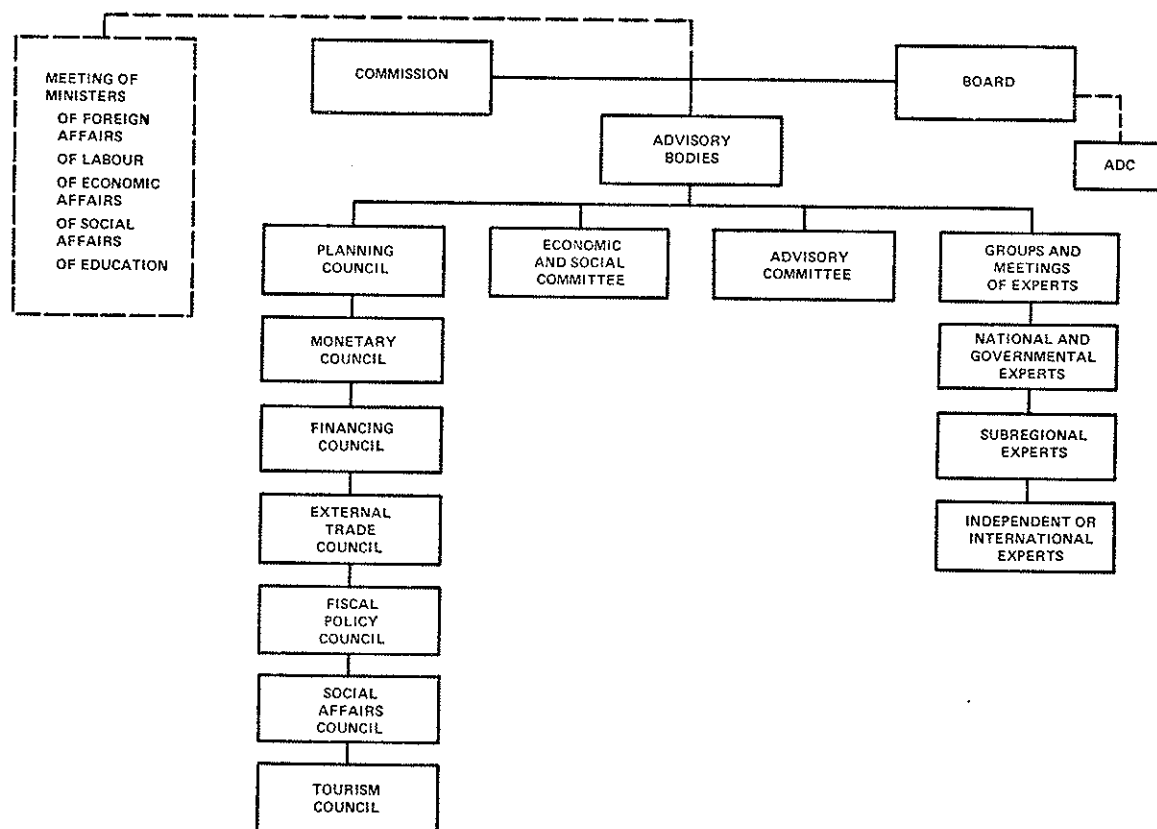 MEETING OF
MINISTERS
OF FOREIGN
AFFAIRS
OF LABOUR
OF ECONOMIC
AFFAIRS
OF SOCIAL
AFFAIRS
OF EDUCATION
COMMISSION
BOARD
ADVISORY
BODIES
ADC
PLANNING
COUNCIL
ECONOMIC
AND SOCIAL
COMMITTEE
ADVISORY
COMMITTEE
GROUPS AND
MEETINGS
OF EXPERTS
MONETARY
COUNCIL
NATIONAL AND
GOVERNMENTAL
EXPERTS
FINANCING
COUNCIL
SUBREGIONAL
EXPERTS
EXTERNAL
TRADE
COUNCIL
INDEPENDENT OR
INTERNATIONAL
EXPERTS
FISCAL
POLICY
COUNCIL
SOCIAL
AFFAIRS
COUNCIL
TOURISM
COUNCIL